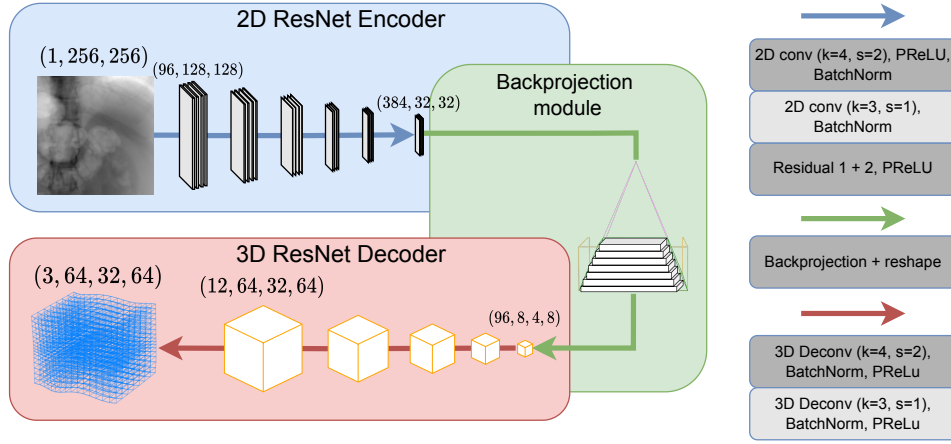 2D ResNet Encoder
(1, 256, 256)
(96, 128, 128)
(384, 32, 32)
Backprojection
module
3D ResNet Decoder
(3, 64, 32, 64)
(12, 64, 32, 64)
(96, 8, 4, 8)
2D conv (k=4, s=2), PReLU,
BatchNorm
2D conv (k=3, s=1),
BatchNorm
Residual 1 + 2, PReLU
Backprojection + reshape
3D Deconv (k=4, s=2),
BatchNorm, PReLu
3D Deconv (k=3, s=1),
BatchNorm, PReLu